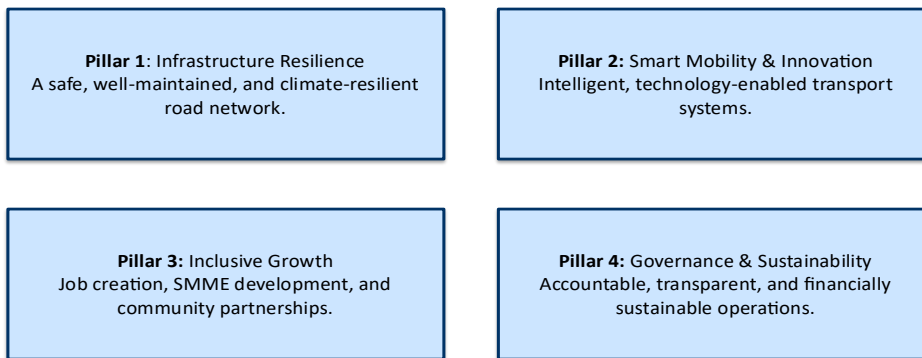 Pillar 1: Infrastructure Resilience
A safe, well-maintained, and climate-resilient
road network.
Pillar 2: Smart Mobility & Innovation
Intelligent, technology-enabled transport
systems.
Pillar 3: Inclusive Growth
Job creation, SMME development, and
community partnerships.
Pillar 4: Governance & Sustainability
Accountable, transparent, and financially
sustainable operations.